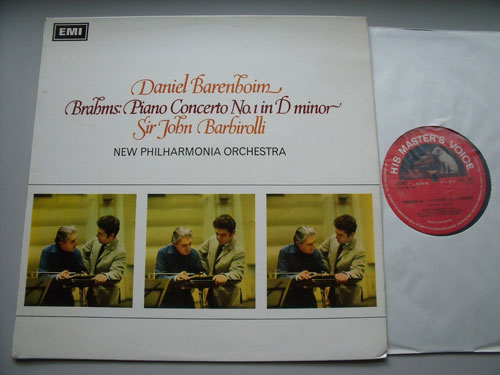 EMI
Daniel Barenboim
Brahms: Piano Concerto No.1 in D minor
Sir John Barbirolli
NEW PHILHARMONIA ORCHESTRA
HIS MASTER'S VOICE